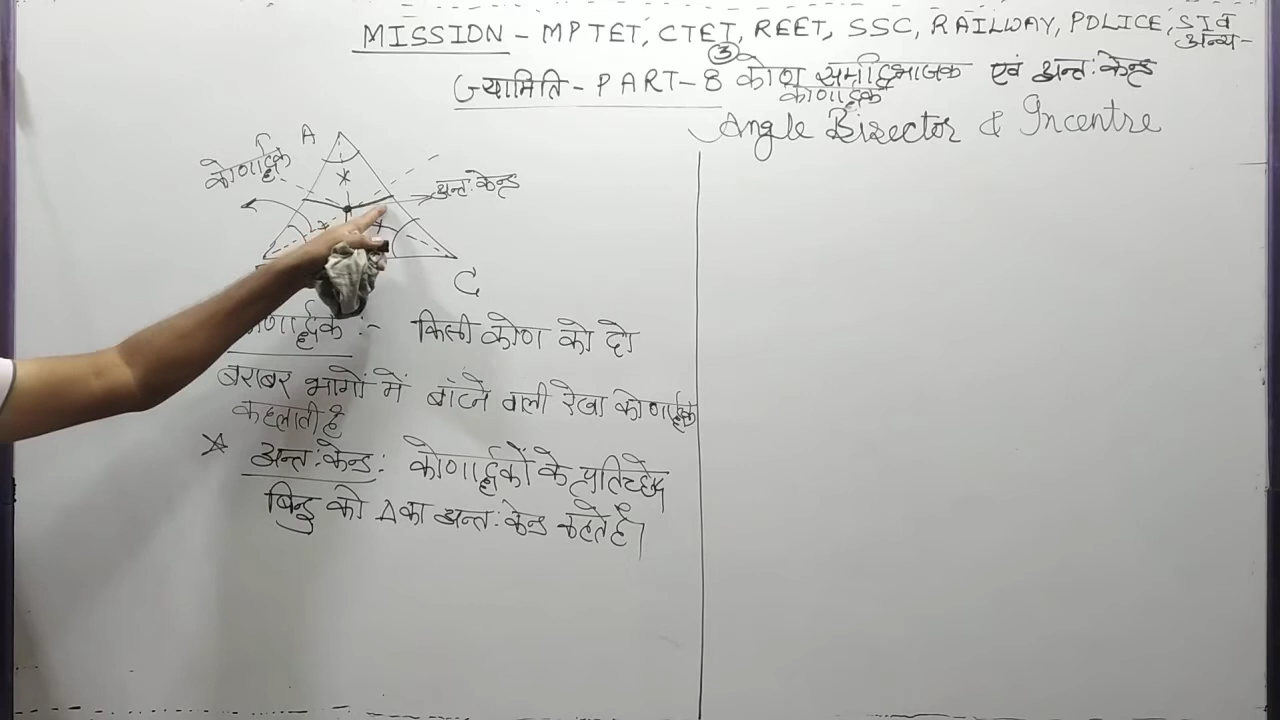 MISSION - MPTET, CTET, REET, SSC, RAILWAY, POLICE, SI व
अन्य-
③
ज्यामिति - PART-8 कोण समद्विभाजक एवं अन्तः केन्द्र
कोणार्द्धक
Angle Bisector & Incentre
A
कोणार्द्धक
अन्तः केन्द्र
C
:- किसी कोण को दो
बराबर भागों में बांटने वाली रेखा कोणार्द्धक
कहलाती है
☆ अन्तः केन्द्र : कोणार्द्धकों के प्रतिच्छेद
बिन्दु को Δ का अन्तः केन्द्र कहते हैं।